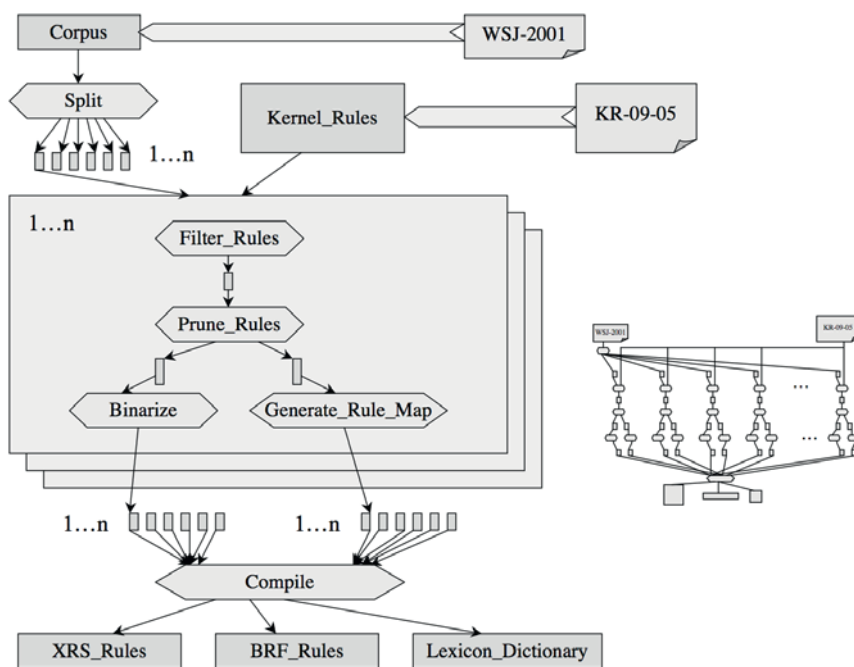 Corpus
WSJ-2001
Split
Kernel_Rules
KR-09-05
1…n
1…n
Filter_Rules
Prune_Rules
Binarize
Generate_Rule_Map
WSJ-2001
KR-09-05
...
...
1…n
1…n
Compile
XRS_Rules
BRF_Rules
Lexicon_Dictionary